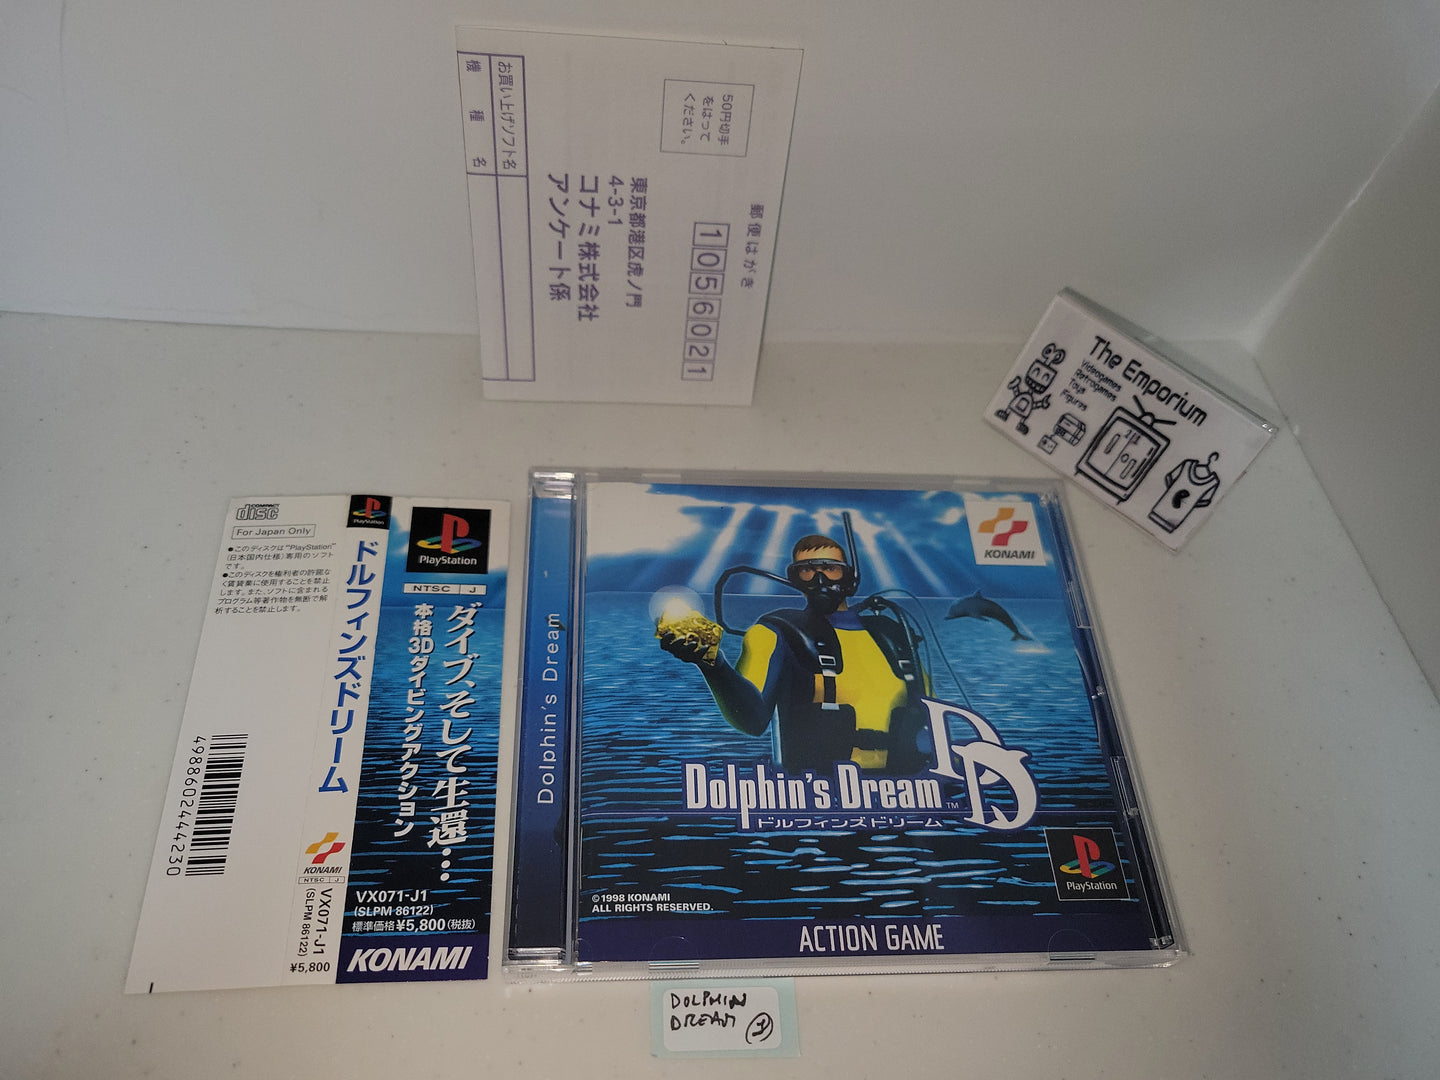 50円切手
をはって
ください。
郵便はがき
1056021
東京都港区虎ノ門
4-3-1
コナミ株式会社
アンケート係
お買い上げソフト名
機種名
The Emporium
Videogames
Retrogames
Toys
Figures
COMPACT
disc
For Japan Only
●このディスクは"PlayStation"
(日本国内仕様)専用のソフト
です。
●このディスクを権利者の許諾な
く賃貸業に使用することを禁止
します。また、ソフトに含まれる
プログラム等著作物を無断で解
析することを禁止します。
4988602444230
PlayStation
ドルフィンズドリーム
KONAMI
NTSC J
VX071-J1
(SLPM 86122)
¥5,800
PlayStation
NTSC J
ダイブ、そして生還…
本格3Dダイビングアクション
VX071-J1
(SLPM 86122)
標準価格¥5,800(税抜)
KONAMI
Dolphin's Dream
KONAMI
DD
Dolphin's Dream™
ドルフィンズドリーム
PlayStation
©1998 KONAMI
ALL RIGHTS RESERVED.
ACTION GAME
DOLPHIN
DREAM 1